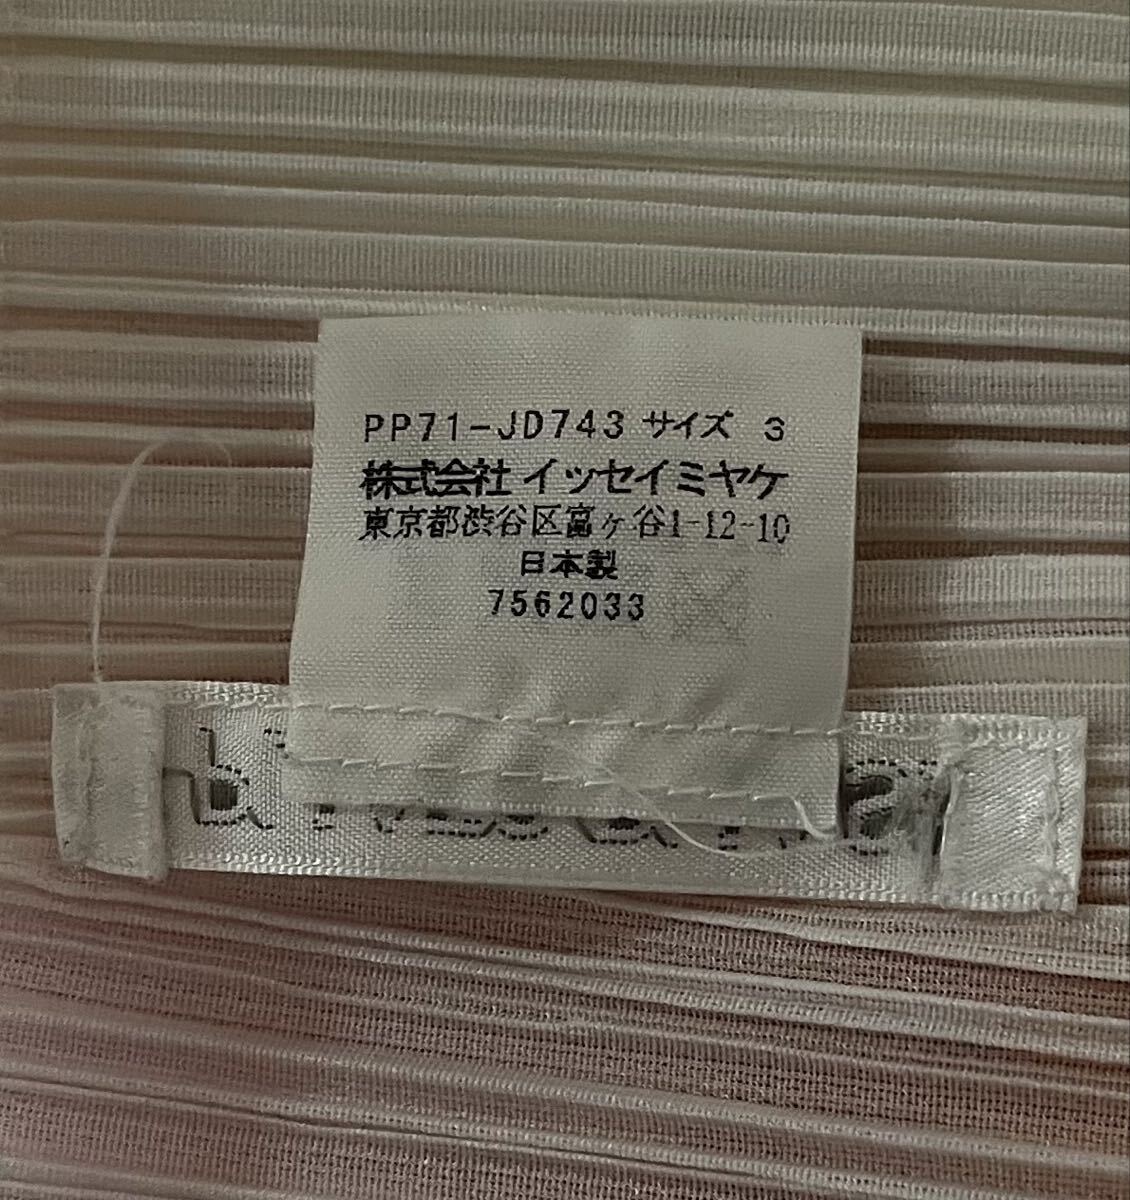 PP71-JD743 サイズ 3
株式会社 イッセイミヤケ
東京都渋谷区富ヶ谷1-12-10
日本製
7562033